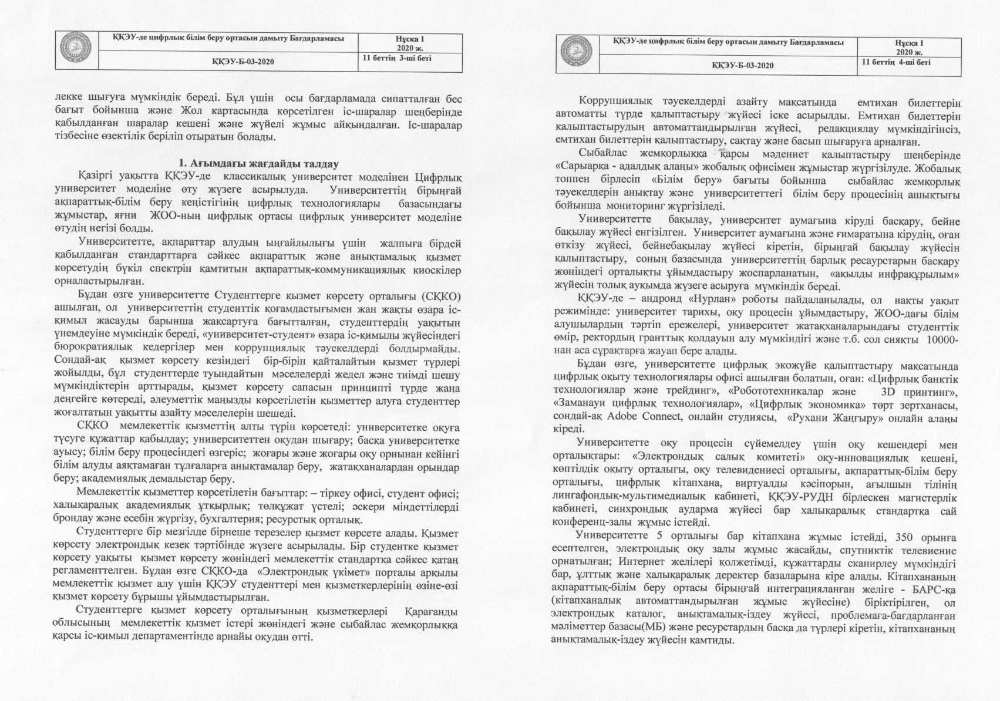 ҚҚЭУ-де цифрлық білім беру ортасын дамыту Бағдарламасы
Нұсқа 1
2020 ж.
ҚҚЭУ-Б-03-2020
11 беттің 3-ші беті
лекке шығуға мүмкіндік береді. Бұл үшін осы бағдарламада сипатталған бес
бағыт бойынша және Жол картасында көрсетілген іс-шаралар шеңберінде
қабылданған шаралар кешені және жүйелі жұмыс айқындалған. Іс-шаралар
тізбесіне өзектілік беріліп отыратын болады.
1. Ағымдағы жағдайды талдау
Қазіргі уақытта ҚҚЭУ-де классикалық университет моделінен Цифрлық
университет моделіне өту жүзеге асырылуда. Университеттің бірыңғай
ақпараттық-білім беру кеңістігінің цифрлық технологиялары базасындағы
жұмыстар, яғни ЖОО-ның цифрлық ортасы цифрлық университет моделіне
өтудің негізі болды.
Университетте, ақпараттар алудың ыңғайлылығы үшін жалпыға бірдей
қабылданған стандарттарға сәйкес ақпараттық және анықтамалық қызмет
көрсетудің бүкіл спектрін қамтитын ақпараттық-коммуникациялық киоскілер
орналастырылған.
Бұдан өзге университетте Студенттерге қызмет көрсету орталығы (СҚКО)
ашылған, ол университеттің студенттік қоғамдастығымен жан жақты өзара іс-
қимыл жасауды барынша жақсартуға бағытталған, студенттердің уақытын
үнемдеуіне мүмкіндік береді, «университет-студент» өзара іс-қимылы жүйесіндегі
бюрократиялық кедергілер мен коррупциялық тәуекелдерді болдырмайды.
Сондай-ақ қызмет көрсету кезіндегі бір-бірін қайталайтын қызмет түрлері
жойылды, бұл студенттерде туындайтын мәселелерді жедел және тиімді шешу
мүмкіндіктерін арттырады, қызмет көрсету сапасын принципті түрде жаңа
деңгейге көтереді, әлеуметтік маңызды көрсетілетін қызметтер алуға студенттер
жоғалтатын уақытты азайту мәселелерін шешеді.
СҚКО мемлекеттік қызметтің алты түрін көрсетеді: университетке оқуға
түсуге құжаттар қабылдау; университеттен оқудан шығару; басқа университетке
ауысу; білім беру процесіндегі өзгеріс; жоғары және жоғары оқу орнынан кейінгі
білім алуды аяқтамаған тұлғаларға анықтамалар беру, жатақханалардан орындар
беру; академиялық демалыстар беру.
Мемлекеттік қызметтер көрсетілетін бағыттар: – тіркеу офисі, студент офисі;
халықаралық академиялық ұтқырлық; төлқұжат үстелі; әскери міндеттілерді
брондау және есебін жүргізу, бухгалтерия; ресурстық орталық.
Студенттерге бір мезгілде бірнеше терезелер қызмет көрсете алады. Қызмет
көрсету электрондық кезек тәртібінде жүзеге асырылады. Бір студентке қызмет
көрсету уақыты қызмет көрсету жөніндегі мемлекеттік стандартқа сәйкес қатаң
регламенттелген. Бұдан өзге СҚКО-да «Электрондық үкімет» порталы арқылы
мемлекеттік қызмет алу үшін ҚҚЭУ студенттері мен қызметкерлерінің өзіне-өзі
қызмет көрсету бұрышы ұйымдастырылған.
Студенттерге қызмет көрсету орталығының қызметкерлері Қарағанды
облысының мемлекеттік қызмет істері жөніндегі және сыбайлас жемқорлыққа
қарсы іс-қимыл департаментінде арнайы оқудан өтті.
ҚҚЭУ-де цифрлық білім беру ортасын дамыту Бағдарламасы
Нұсқа 1
2020 ж.
ҚҚЭУ-Б-03-2020
11 беттің 4-ші беті
Коррупциялық тәуекелдерді азайту мақсатында емтихан билеттерін
автоматты түрде қалыптастыру жүйесі іске асырылды. Емтихан билеттерін
қалыптастырудың автоматтандырылған жүйесі, редакциялау мүмкіндігінсіз,
емтихан билеттерін қалыптастыру, сақтау және басып шығаруға арналған.
Сыбайлас жемқорлыққа қарсы мәдениет қалыптастыру шеңберінде
«Сарыарқа - адалдық алаңы» жобалық офисімен жұмыстар жүргізілуде. Жобалық
топпен бірлесіп «Білім беру» бағыты бойынша сыбайлас жемқорлық
тәуекелдерін анықтау және университеттегі білім беру процесінің ашықтығы
бойынша мониторинг жүргізіледі.
Университетте бақылау, университет аумағына кіруді басқару, бейне
бақылау жүйесі енгізілген. Университет аумағына және ғимаратына кірудің, оған
өткізу жүйесі, бейнебақылау жүйесі кіретін, бірыңғай бақылау жүйесін
қалыптастыру, соның базасында университеттің барлық ресаурстарын басқару
жөніндегі орталықты ұйымдастыру жоспарланатын, «ақылды инфрақұрылым»
жүйесін толық ауқымда жүзеге асыруға мүмкіндік береді.
ҚҚЭУ-де – андроид «Нурлан» роботы пайдаланылады, ол нақты уақыт
режимінде: университет тарихы, оқу процесін ұйымдастыру, ЖОО-дағы білім
алушылардың тәртіп ережелері, университет жатақханаларындағы студенттік
өмір, ректордың гранттық қолдауын алу мүмкіндігі және т.б. сол сияқты 10000-
нан аса сұрақтарға жауап бере алады.
Бұдан өзге, университетте цифрлық экожүйе қалыптастыру мақсатында
цифрлық оқыту технологиялары офисі ашылған болатын, оған: «Цифрлық банктік
технологиялар және трейдинг», «Робототехникалар және 3D принтинг»,
«Заманауи цифрлық технологиялар», «Цифрлық экономика» төрт зертханасы,
сондай-ақ Adobe Connect, онлайн студиясы, «Рухани Жаңғыру» онлайн алаңы
кіреді.
Университетте оқу процесін сүйемелдеу үшін оқу кешендері мен
орталықтары: «Электрондық салық комитеті» оқу-инновациялық кешені,
көптілдік оқыту орталығы, оқу телевидениесі орталығы, ақпараттық-білім беру
орталығы, цифрлық кітапхана, виртуалды кәсіпорын, ағылшын тілінің
лингафондық-мультимедиалық кабинеті, ҚҚЭУ-РУДН бірлескен магистерлік
кабинеті, синхрондық аударма жүйесі бар халықаралық стандартқа сай
конференц-залы жұмыс істейді.
Университетте 5 орталығы бар кітапхана жұмыс істейді, 350 орынға
есептелген, электрондық оқу залы жұмыс жасайды, спутниктік телевиение
орнатылған; Интернет желілері қолжетімді, құжаттарды сканирлеу мүмкіндігі
бар, ұлттық және халықаралық деректер базаларына кіре алады. Кітапхананың
ақпараттық-білім беру ортасы бірыңғай интеграцияланған желіге - БАРС-қа
(кітапханалық автоматтандырылған жұмыс жүйесіне) біріктірілген, ол
электрондық каталог, анықтамалық-іздеу жүйесі, проблемаға-бағдарланған
мәліметтер базасы(МБ) және ресурстардың басқа да түрлері кіретін, кітапхананың
анықтамалық-іздеу жүйесін қамтиды.